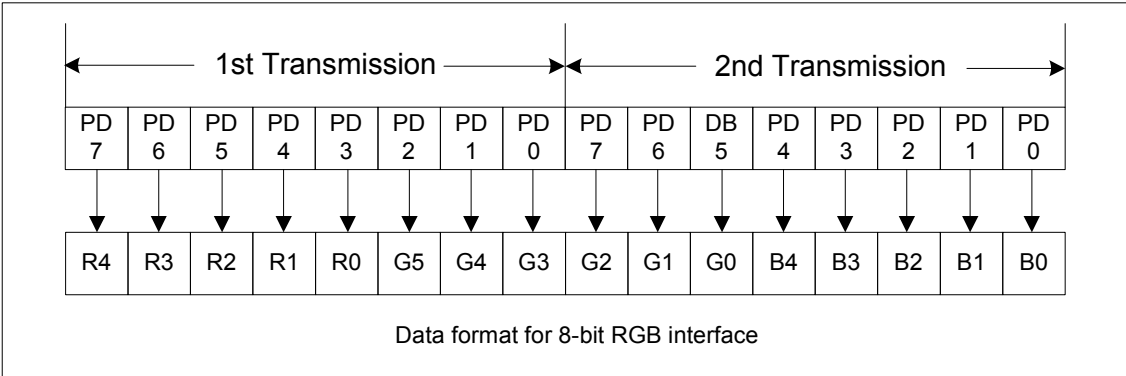 1st Transmission 2nd Transmission
PD PD PD PD PD PD PD PD PD PD DB PD PD PD PD PD
7 6 5 4 3 2 1 0 7 6 5 4 3 2 1 0
R4 R3 R2 R1 R0 G5 G4 G3 G2 G1 G0 B4 B3 B2 B1 B0
Data format for 8-bit RGB interface